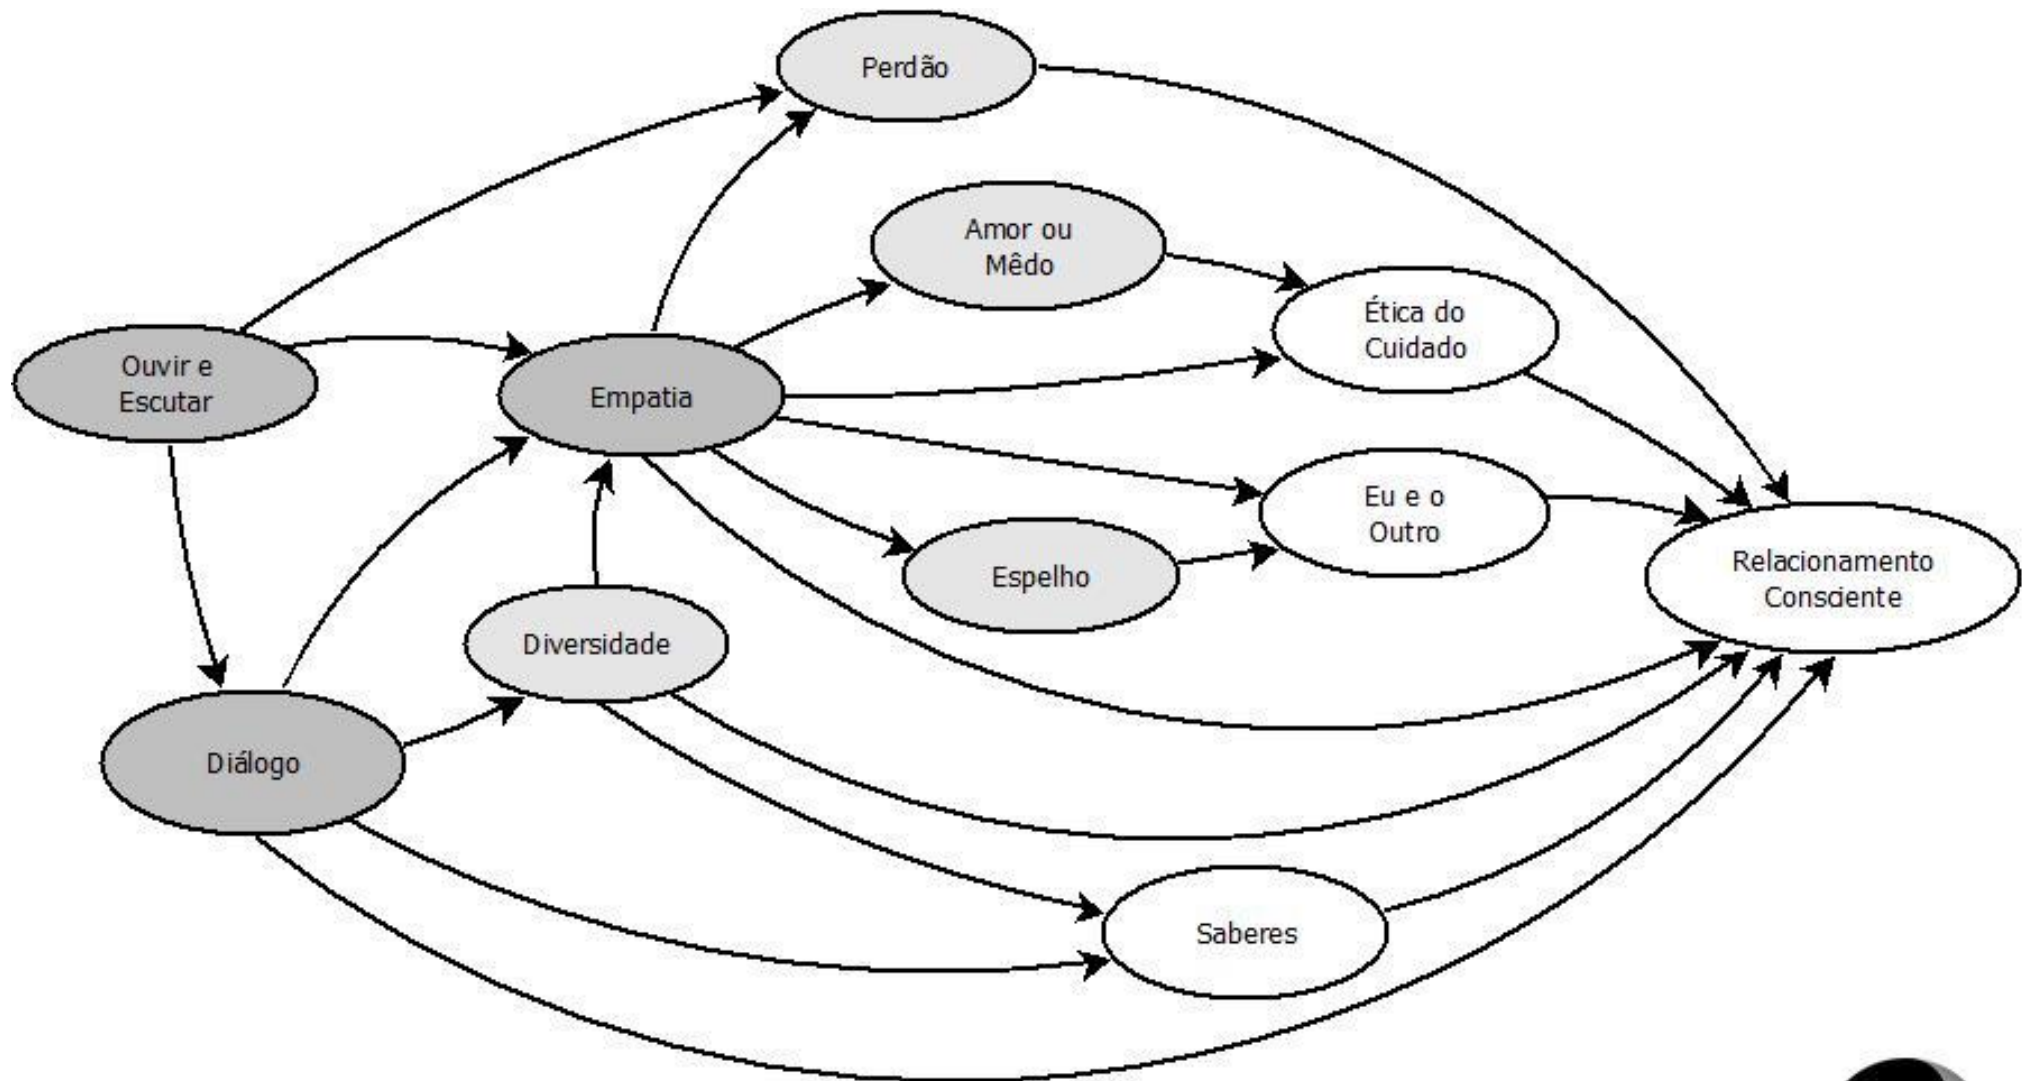 Perdão
Amor ou
Mêdo
Ética do
Cuidado
Ouvir e
Escutar
Empatia
Eu e o
Outro
Espelho
Relacionamento
Consciente
Diversidade
Diálogo
Saberes